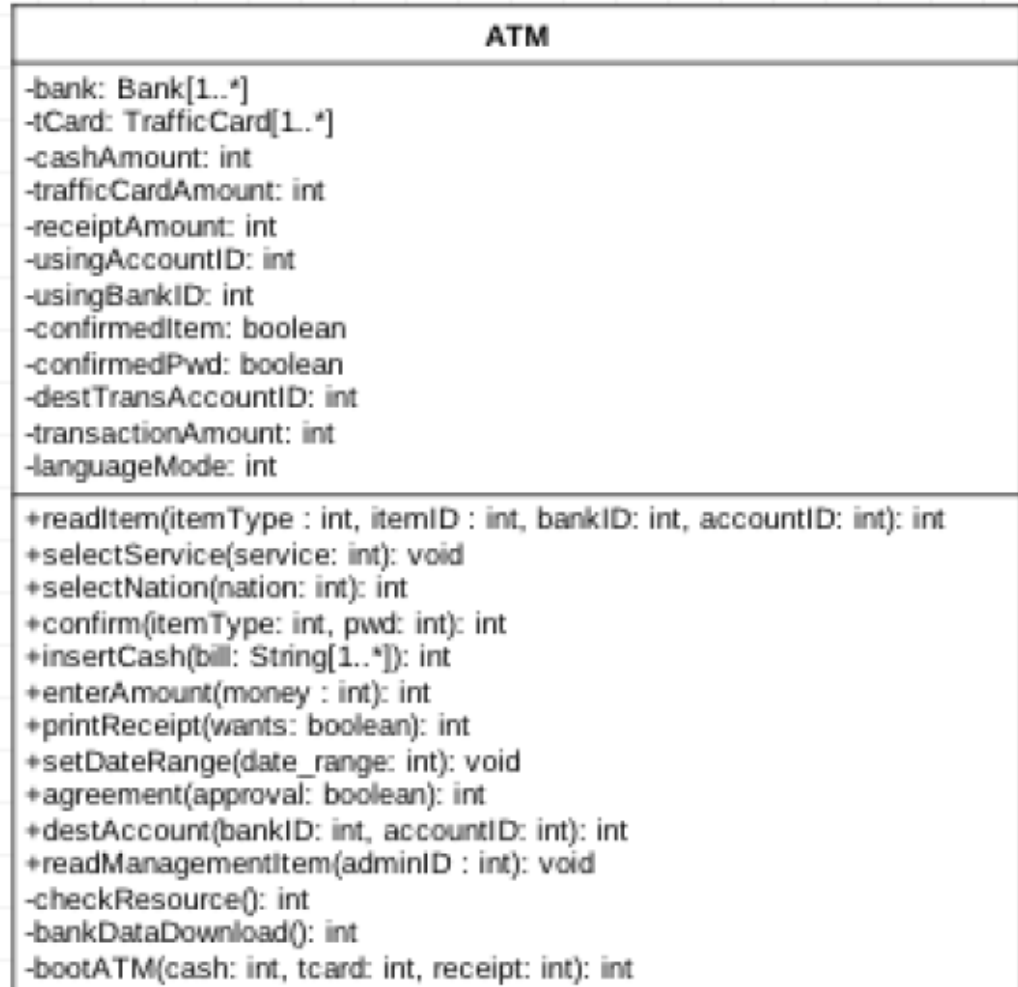 ATM
-bank: Bank[1..*]
-tCard: TrafficCard[1..*]
-cashAmount: int
-trafficCardAmount: int
-receiptAmount: int
-usingAccountID: int
-usingBankID: int
-confirmedItem: boolean
-confirmedPwd: boolean
-destTransAccountID: int
-transactionAmount: int
-languageMode: int
+readItem(itemType : int, itemID : int, bankID: int, accountID: int): int
+selectService(service: int): void
+selectNation(nation: int): int
+confirm(itemType: int, pwd: int): int
+insertCash(bill: String[1..*]): int
+enterAmount(money : int): int
+printReceipt(wants: boolean): int
+setDateRange(date_range: int): void
+agreement(approval: boolean): int
+destAccount(bankID: int, accountID: int): int
+readManagementItem(adminID : int): void
-checkResource(): int
-bankDataDownload(): int
-bootATM(cash: int, tcard: int, receipt: int): int